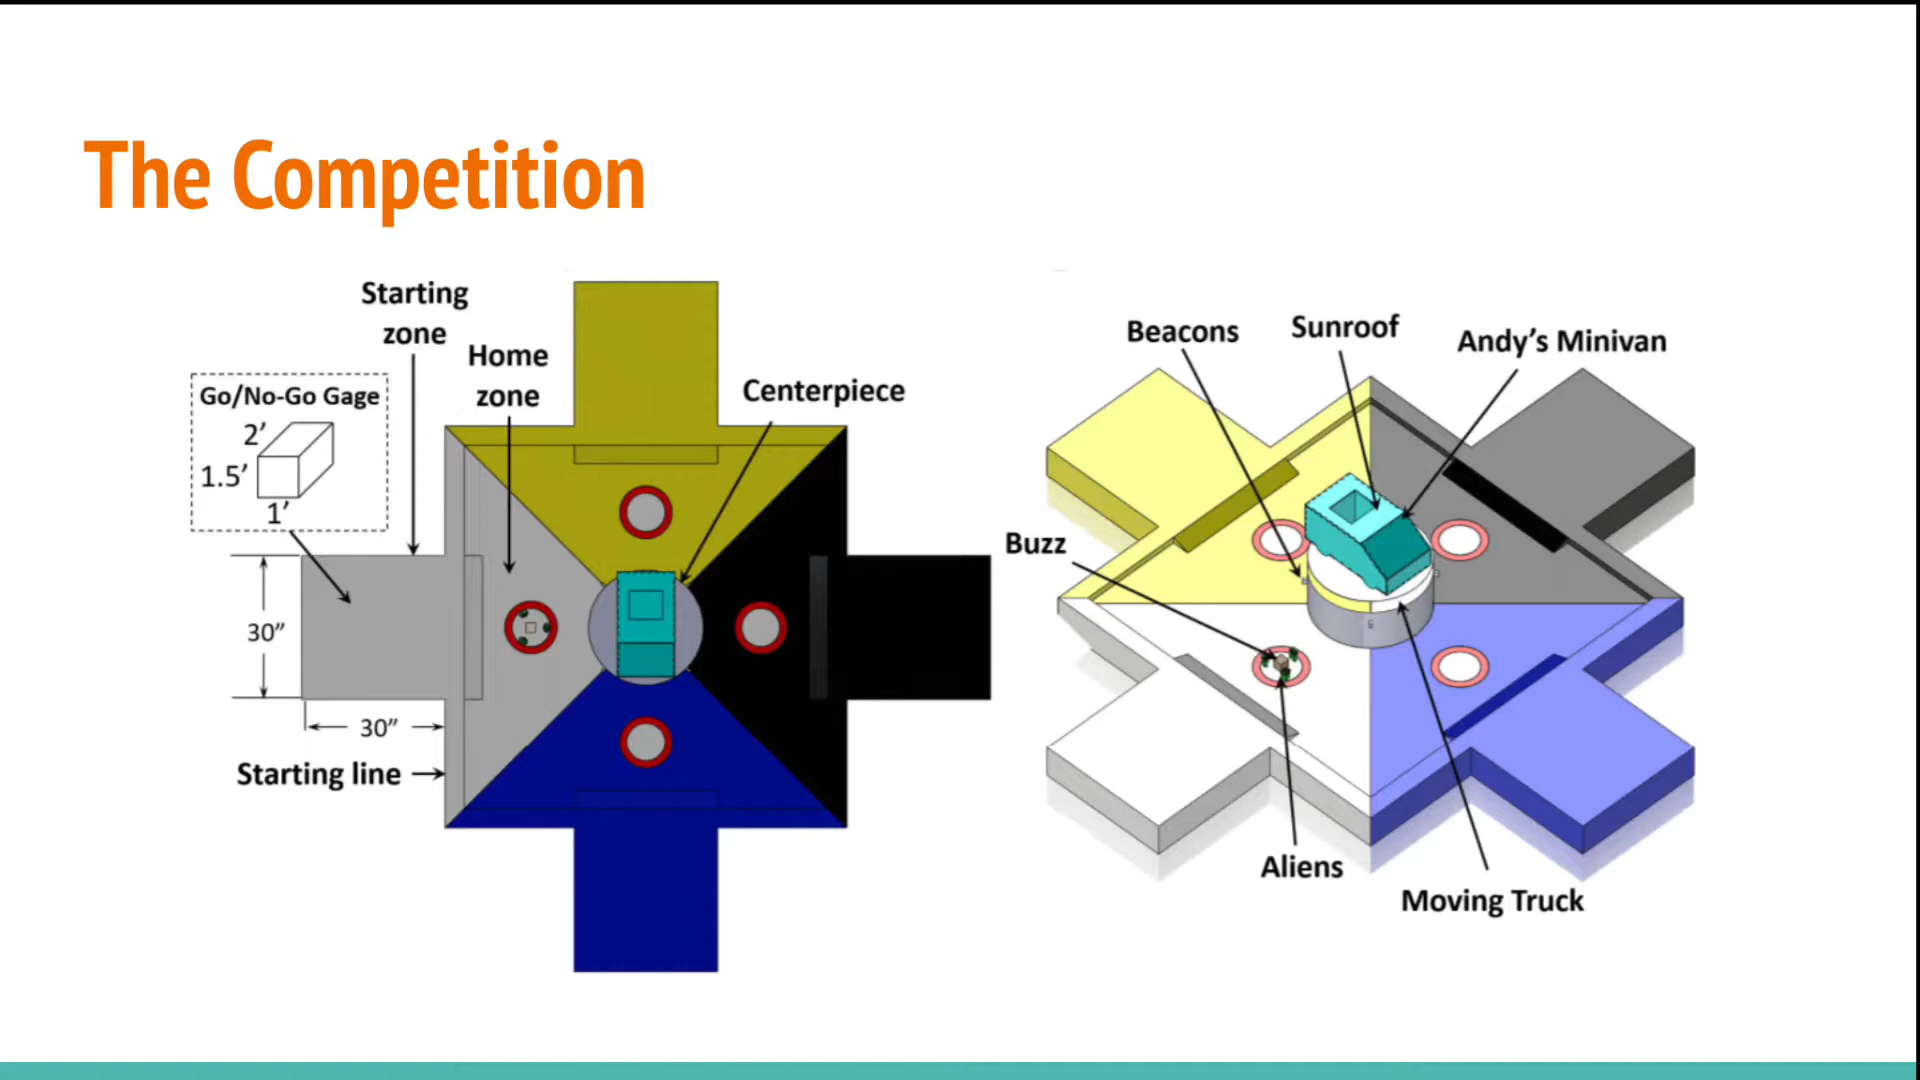 The Competition
Starting
zone
Home
zone
Go/No-Go Gage
2’
1.5’
1’
Centerpiece
30”
30”
Starting line
Beacons
Sunroof
Andy’s Minivan
Buzz
Aliens
Moving Truck